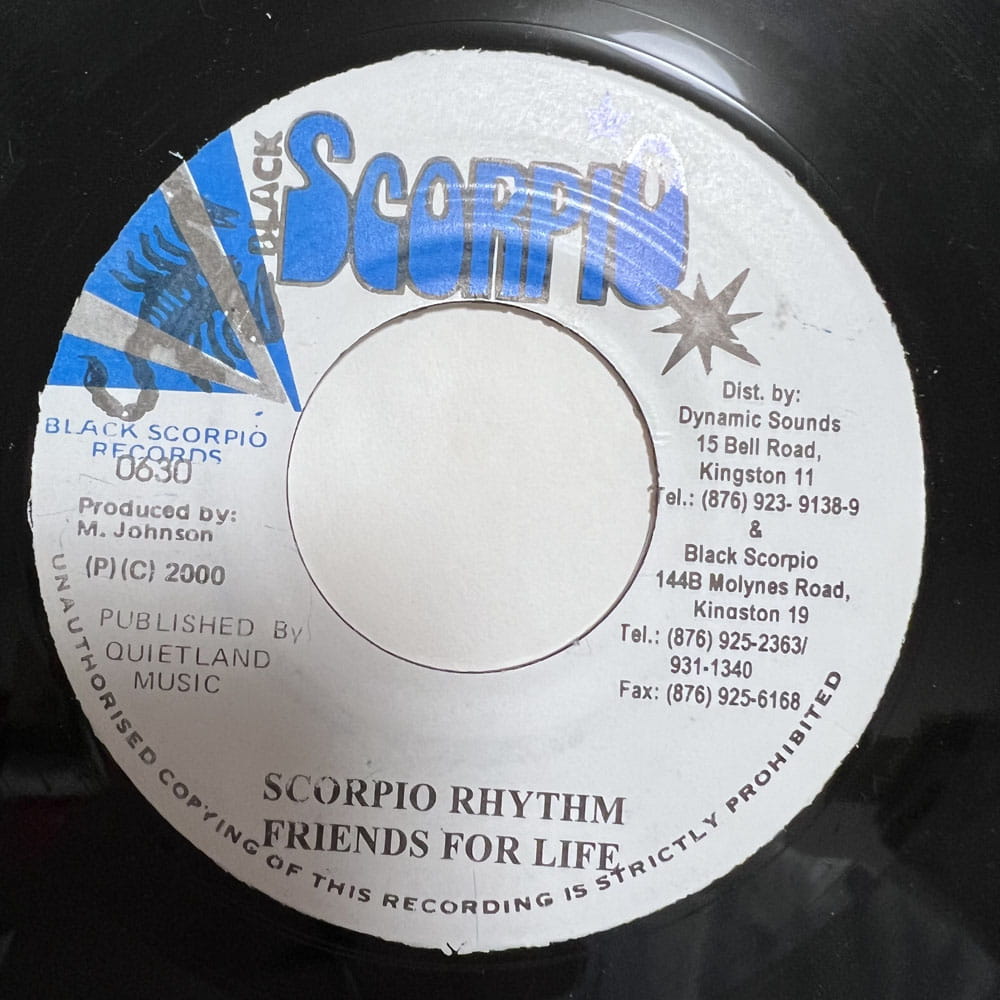 BLACK
SCORPIO
BLACK SCORPIO
RECORDS
0630
Produced by:
M. Johnson
(P) (C) 2000
PUBLISHED By
QUIETLAND
MUSIC
Dist. by:
Dynamic Sounds
15 Bell Road,
Kingston 11
Tel.: (876) 923- 9138-9
&
Black Scorpio
144B Molynes Road,
Kingston 19
Tel.: (876) 925-2363/
931-1340
Fax: (876) 925-6168
SCORPIO RHYTHM
FRIENDS FOR LIFE
UNAUTHORISED COPYING OF THIS RECORDING IS STRICTLY PROHIBITED